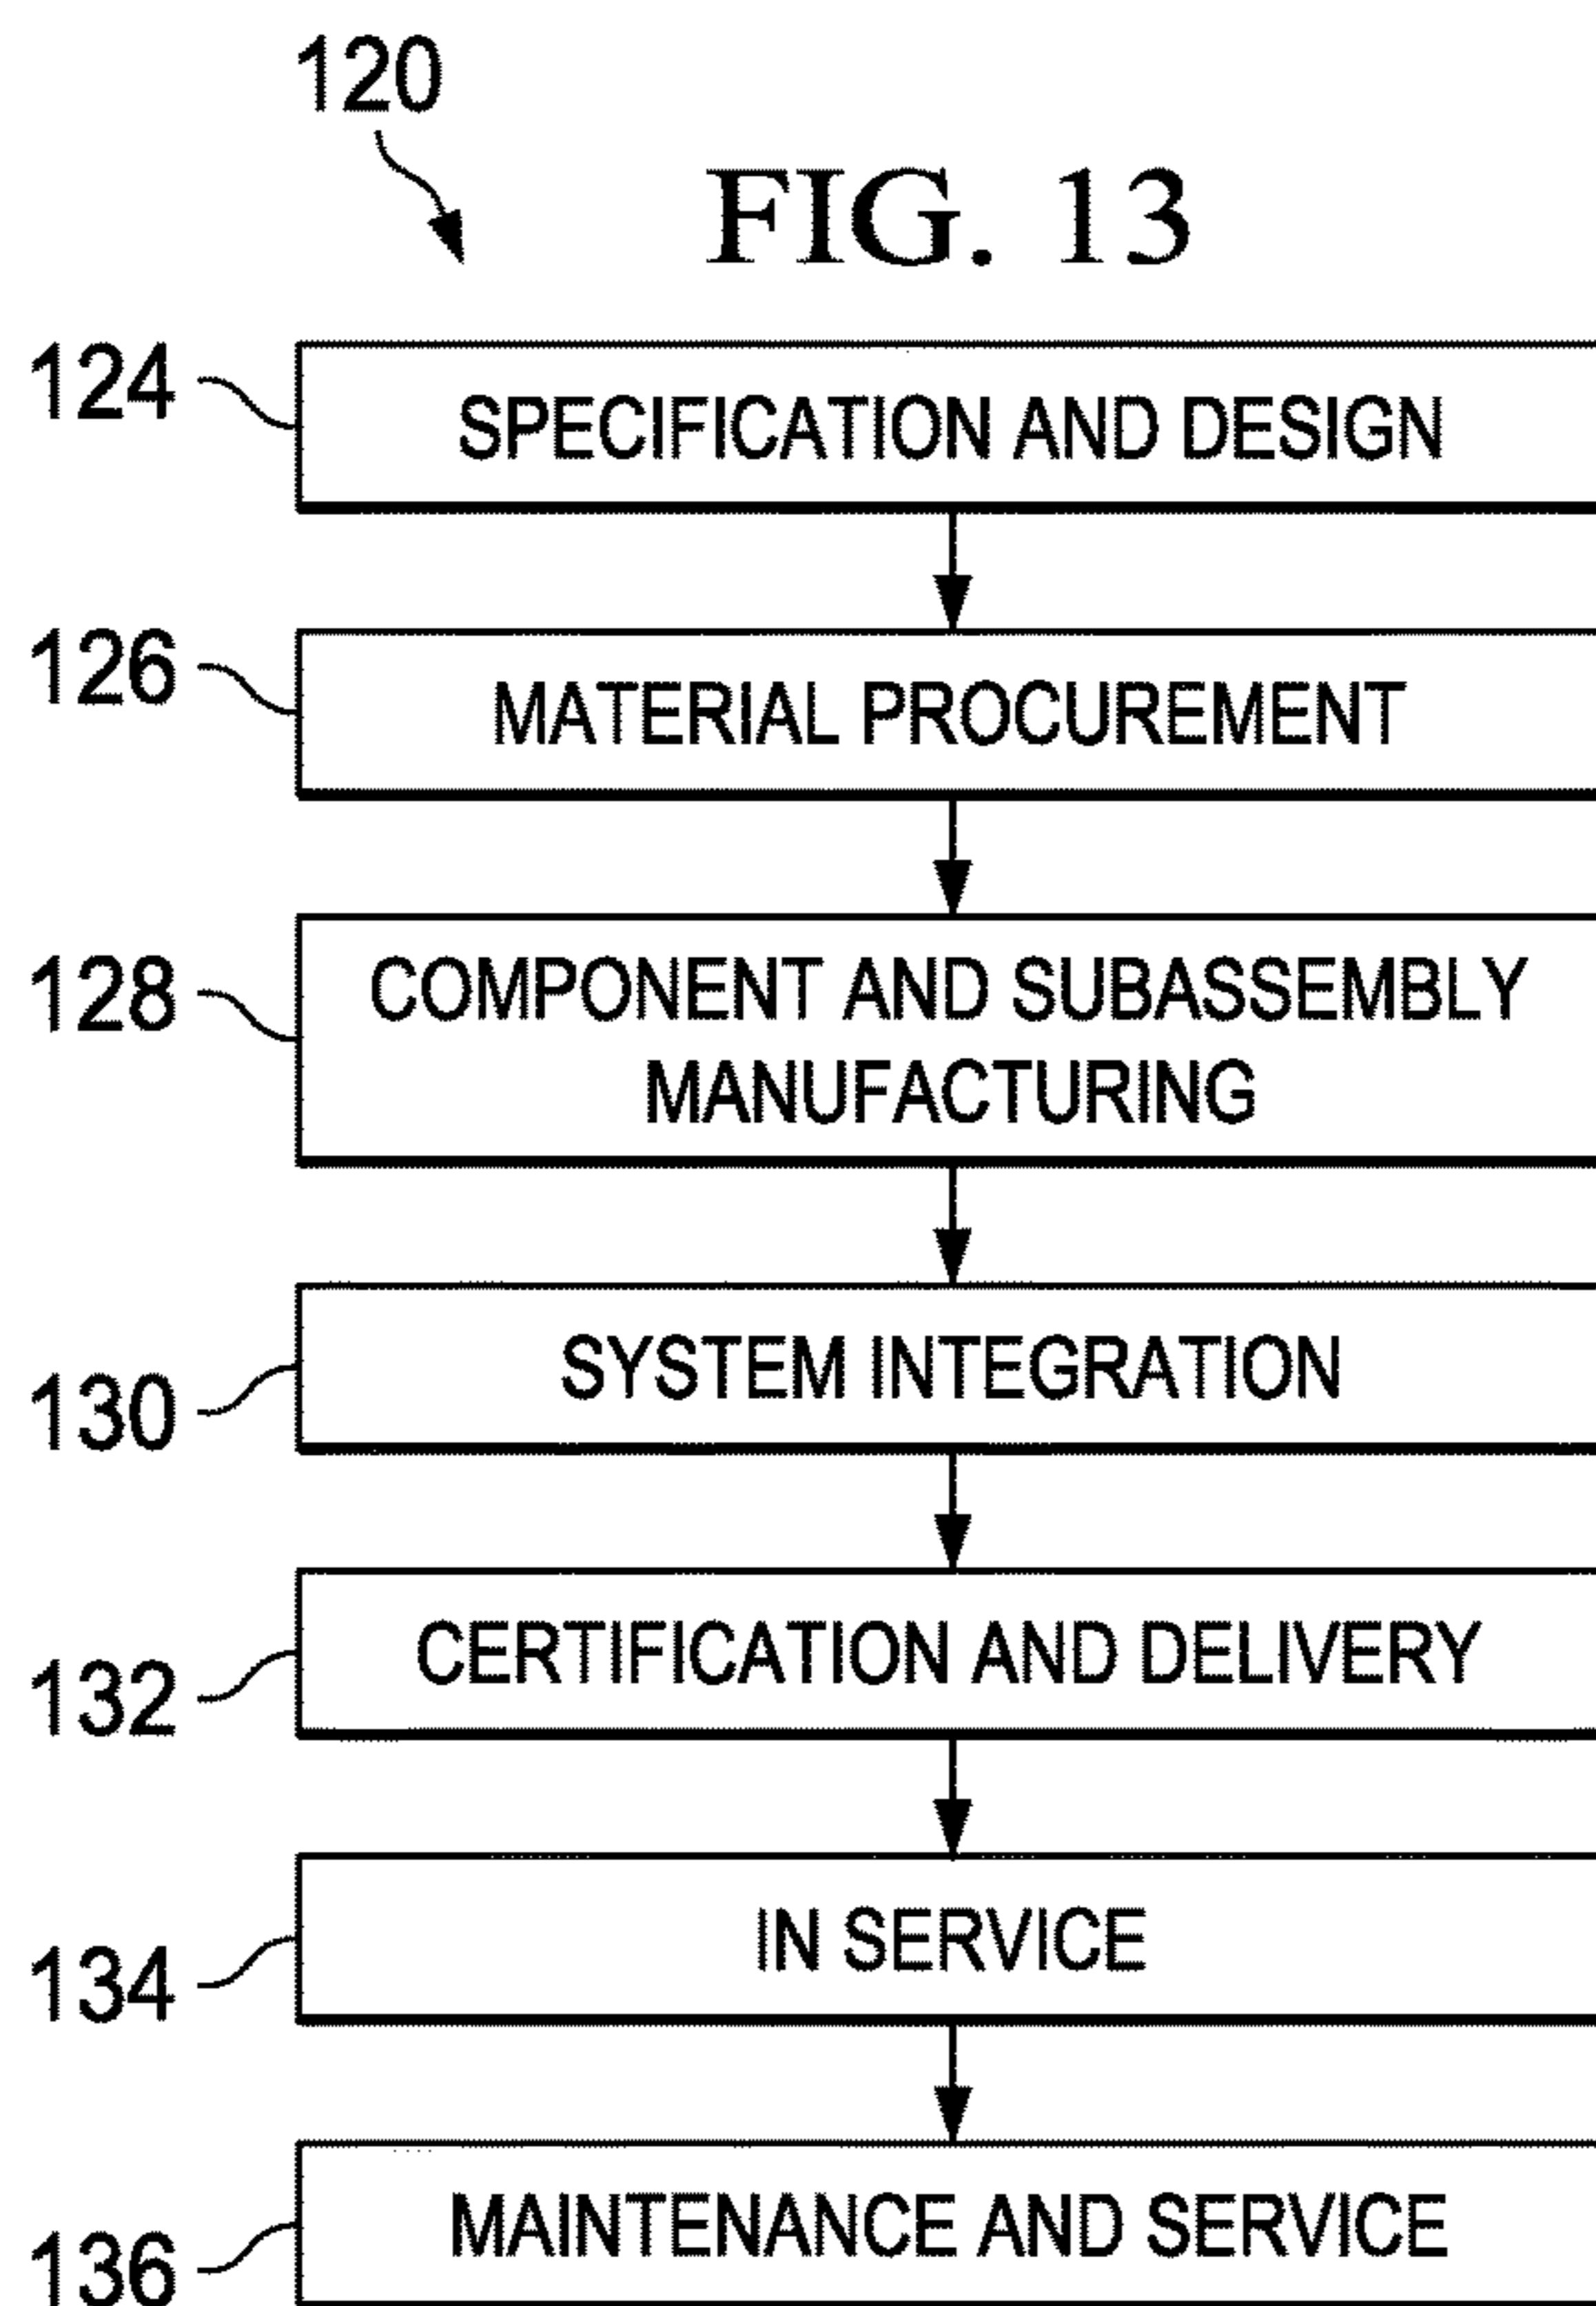 120
FIG. 13
124
SPECIFICATION AND DESIGN
126
MATERIAL PROCUREMENT
128
COMPONENT AND SUBASSEMBLY
MANUFACTURING
130
SYSTEM INTEGRATION
132
CERTIFICATION AND DELIVERY
134
IN SERVICE
136
MAINTENANCE AND SERVICE